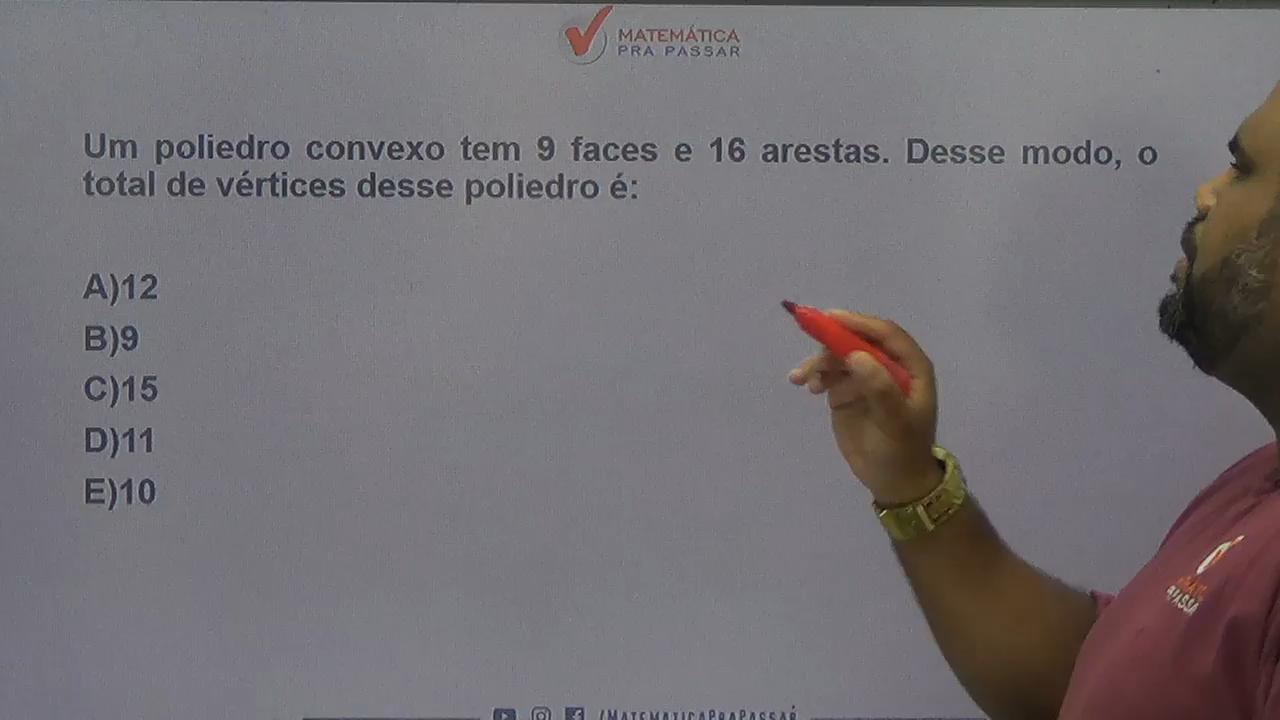 MATEMÁTICA
PRA PASSAR
Um poliedro convexo tem 9 faces e 16 arestas. Desse modo, o
total de vértices desse poliedro é:
A)12
B)9
C)15
D)11
E)10
PASSAR
/MATEMATICAPRAPASSAR